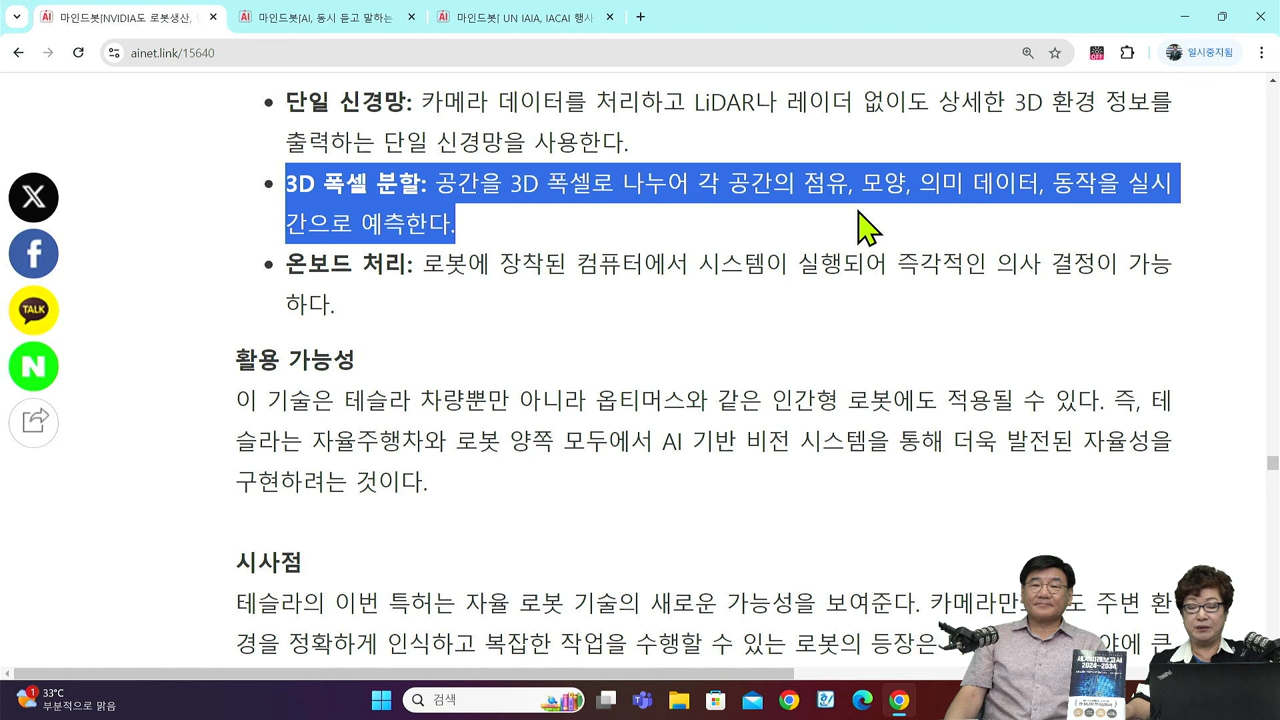 마인드봇[NVIDIA도 로봇생산,
마인드봇[AI, 동시 듣고 말하는
마인드봇[ UN IAIA, IACAI 행사
ainet.link/15640
OFF
일시중지됨
단일 신경망: 카메라 데이터를 처리하고 LiDAR나 레이더 없이도 상세한 3D 환경 정보를
출력하는 단일 신경망을 사용한다.
3D 폭셀 분할: 공간을 3D 폭셀로 나누어 각 공간의 점유, 모양, 의미 데이터, 동작을 실시
간으로 예측한다.
온보드 처리: 로봇에 장착된 컴퓨터에서 시스템이 실행되어 즉각적인 의사 결정이 가능
하다.
X
f
TALK
N
활용 가능성
이 기술은 테슬라 차량뿐만 아니라 옵티머스와 같은 인간형 로봇에도 적용될 수 있다. 즉, 테
슬라는 자율주행차와 로봇 양쪽 모두에서 AI 기반 비전 시스템을 통해 더욱 발전된 자율성을
구현하려는 것이다.
시사점
테슬라의 이번 특허는 자율 로봇 기술의 새로운 가능성을 보여준다. 주변 환
경을 정확하게 인식하고 복잡한 작업을 수행할 수 있는 로봇의 등장은 큰
세계미래보고서
2024-2034
1
33°C
부분적으로 맑음
검색